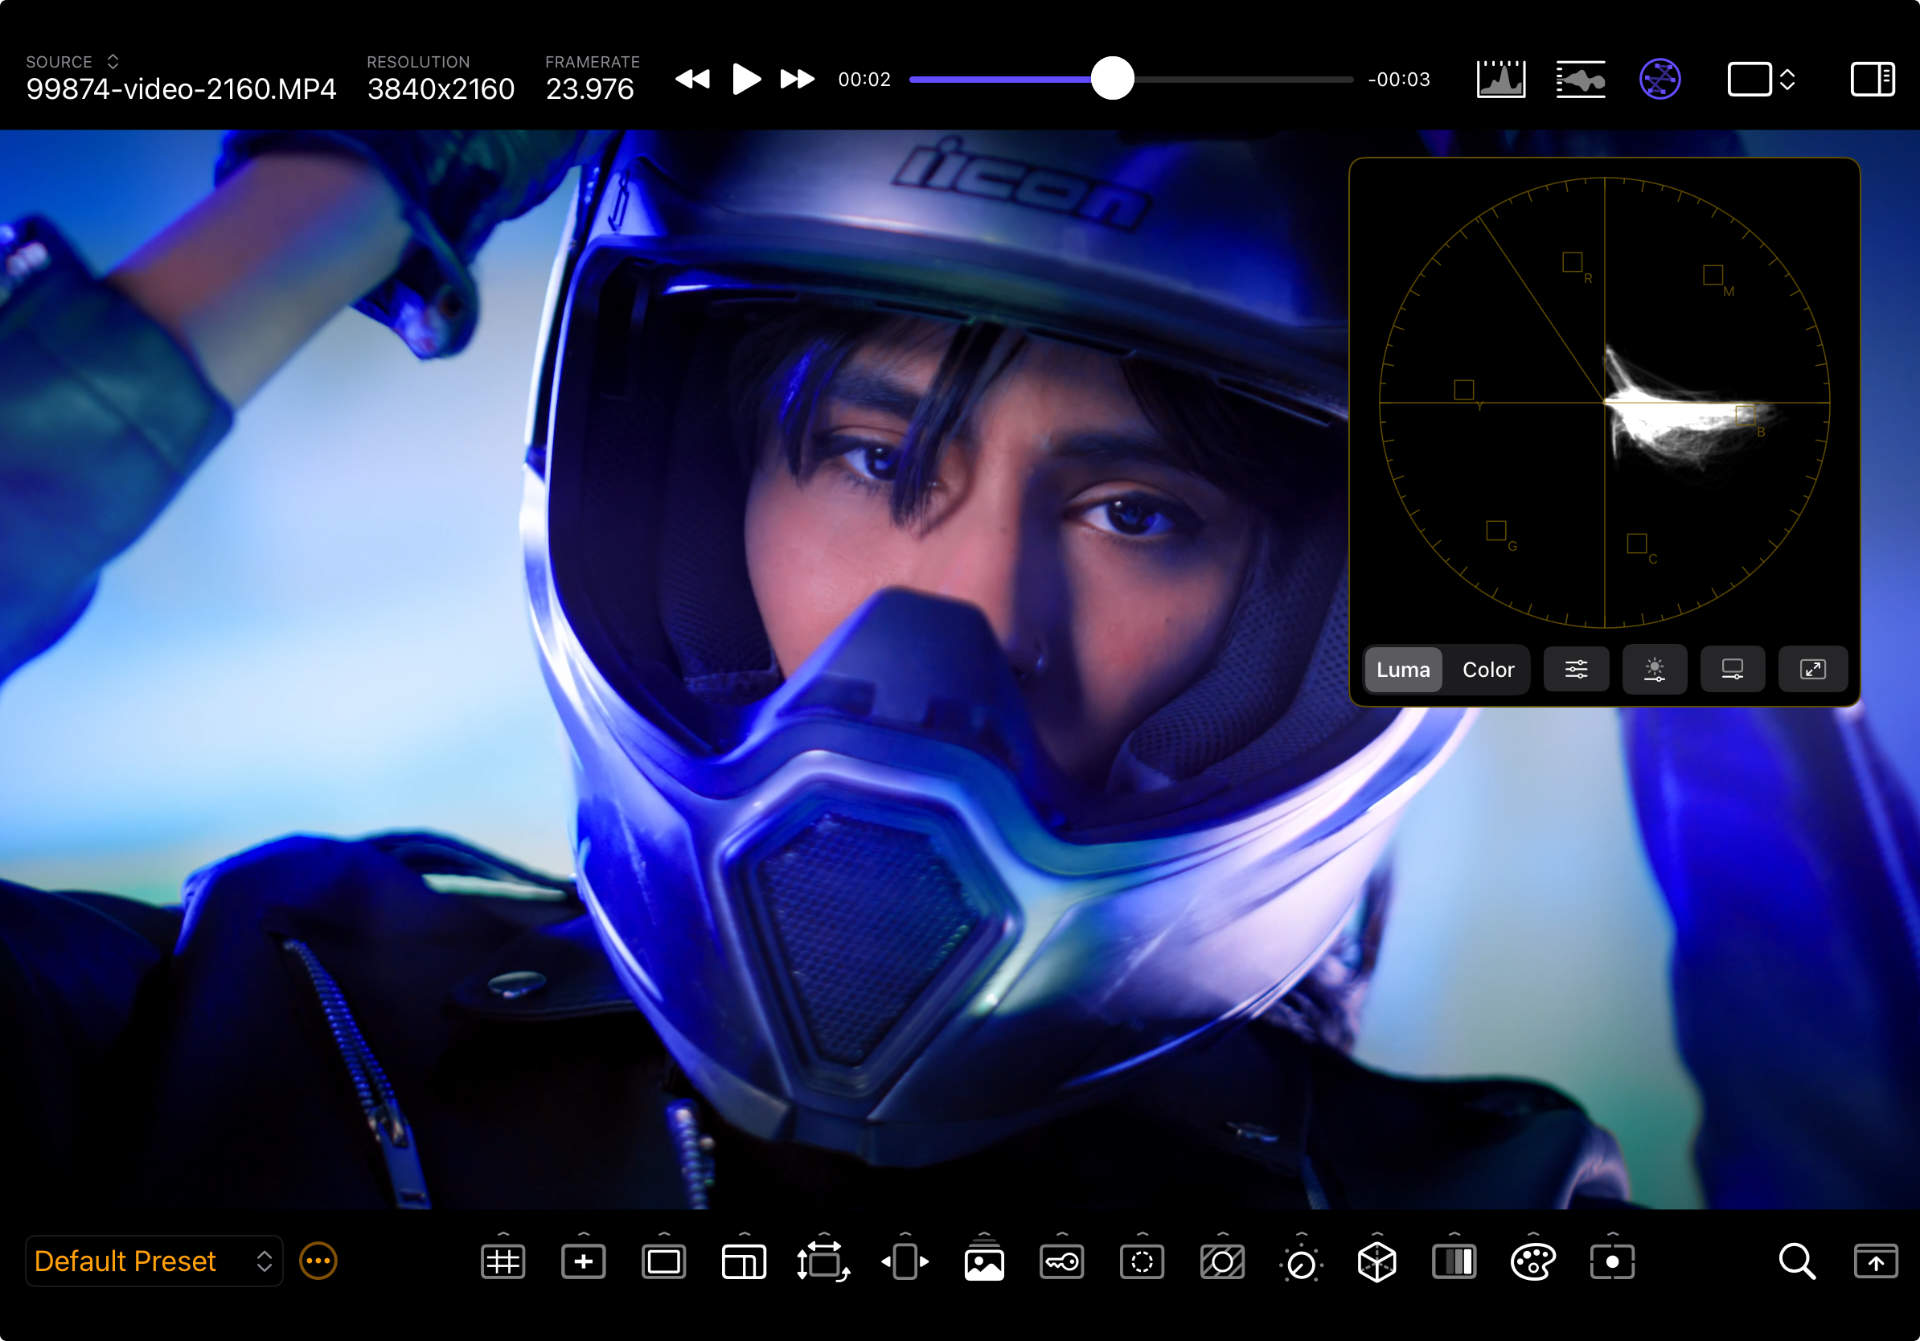 SOURCE
99874-video-2160.MP4
RESOLUTION
3840x2160
FRAMERATE
23.976
00:02
-00:03
icon
R
M
Y
B
G
C
Luma
Color
Default Preset